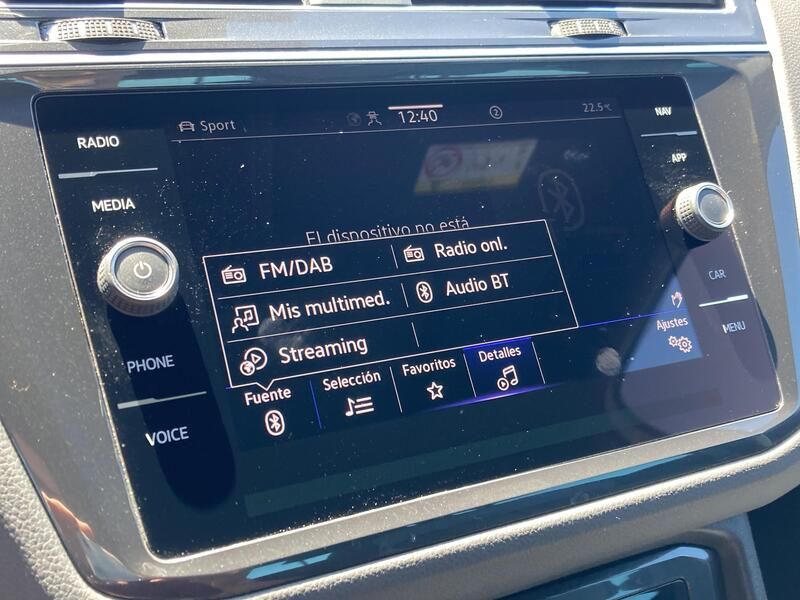 RADIO
MEDIA
PHONE
VOICE
Sport
12:40
2
22.5°C
El dispositivo no está
FM/DAB
Radio onl.
Mis multimed.
Audio BT
Streaming
Fuente
Selección
Favoritos
Detalles
Ajustes
NAV
APP
CAR
MENU